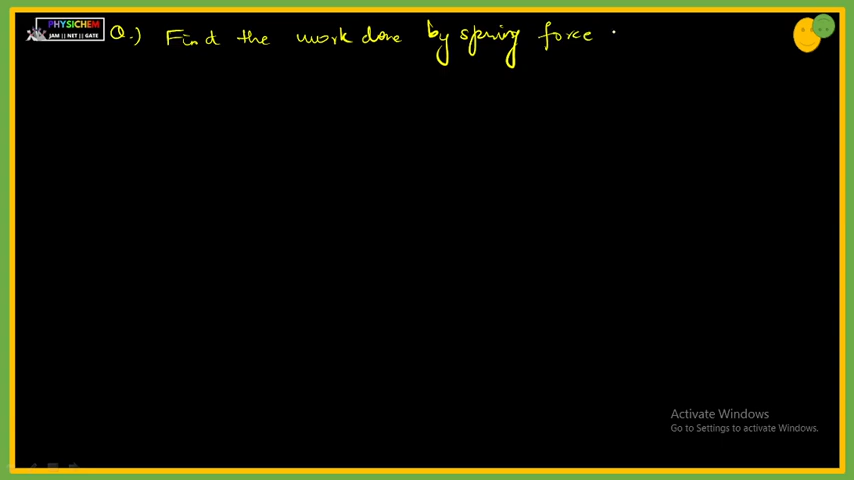 PHYSICHEM
JAM || NET || GATE
Q.) Find the work done by spring force
Activate Windows
Go to Settings to activate Windows.